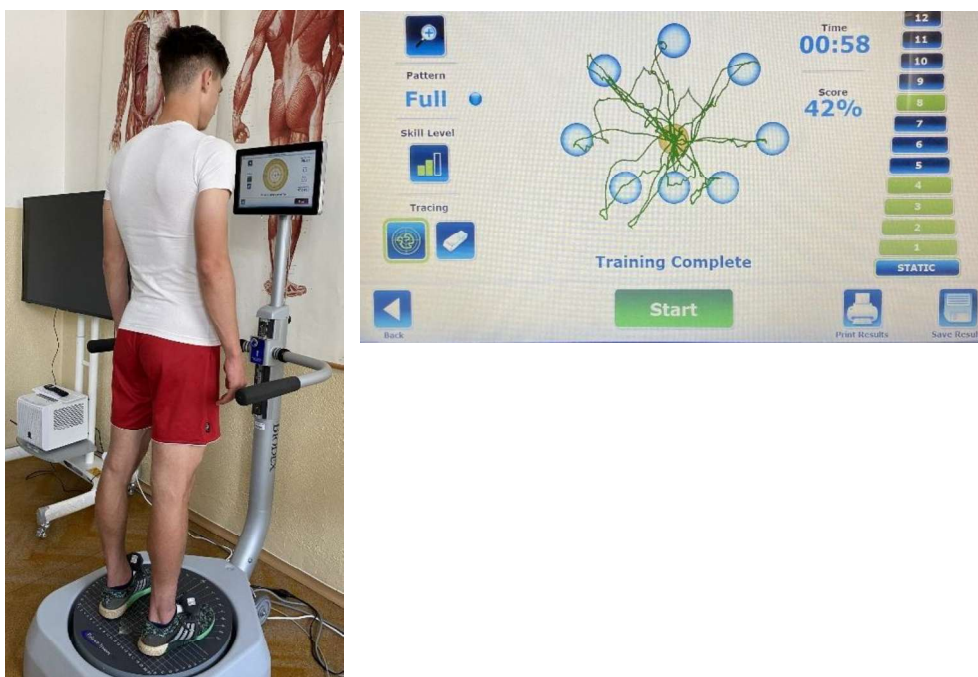 BIODEX
Pattern
Full
Skill Level
Tracing
Back
Time
00:58
Score
42%
Training Complete
Start
12
11
10
9
8
7
6
5
4
3
2
1
STATIC
Print Results
Save Resul